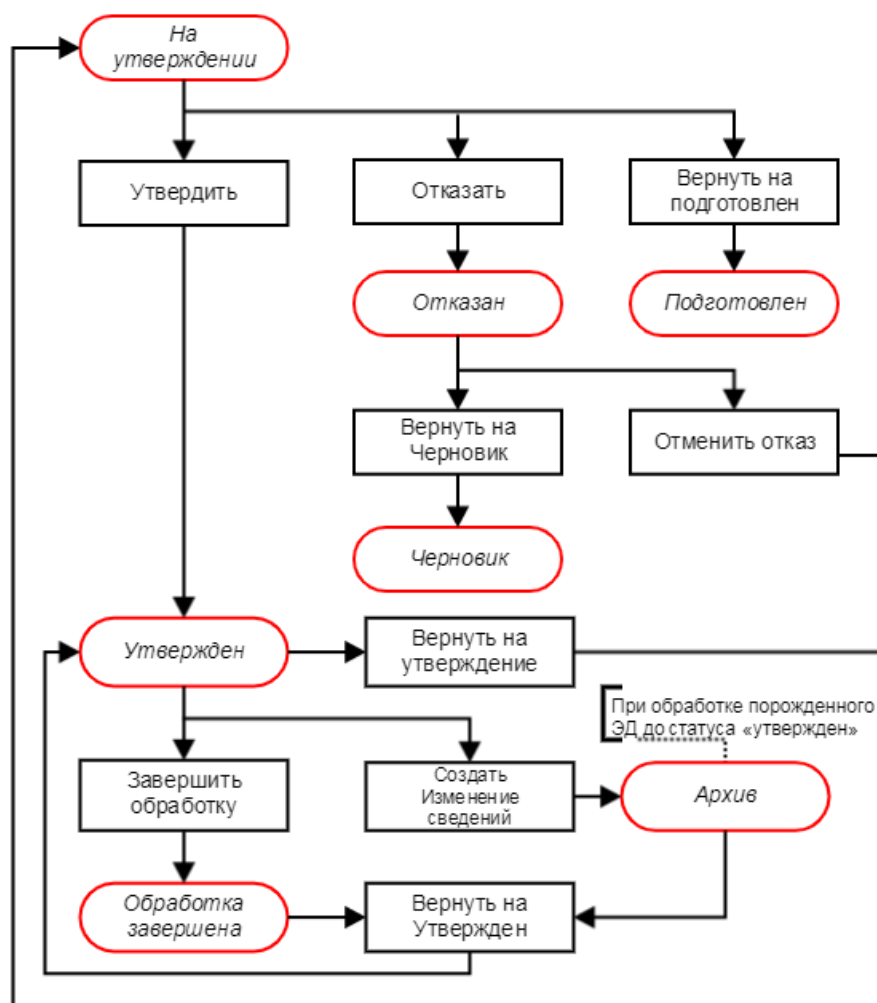 На
утверждении
Утвердить
Отказать
Вернуть на
подготовлен
Отказан
Подготовлен
Вернуть на
Черновик
Отменить отказ
Черновик
Утвержден
Вернуть на
утверждение
При обработке порожденного
ЭД до статуса «утвержден»
Завершить
обработку
Создать
Изменение
сведений
Архив
Обработка
завершена
Вернуть на
Утвержден